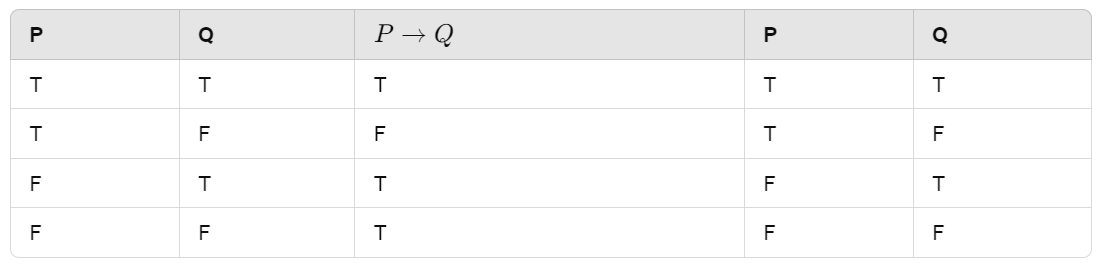 P Q P → Q P Q
T T T T T
T F F T F
F T T F T
F F T F F